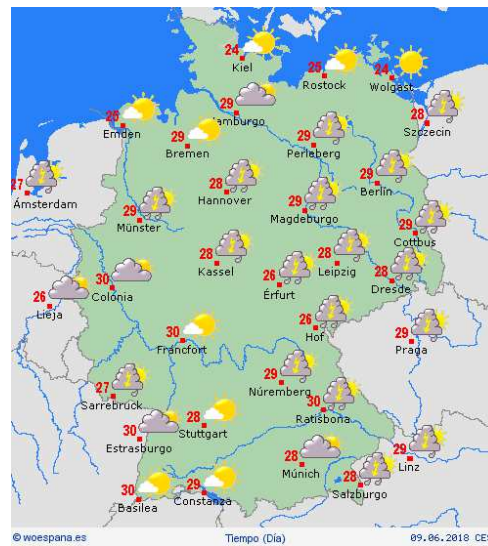 24
Kiel
26
Rostock
24
Wolgast
29
Hamburgo
25
Emden
28
Szczecin
29
Bremen
29
Perleberg
27
Ámsterdam
28
Hannover
29
Berlín
29
Münster
29
Magdeburgo
29
Cottbus
28
Kassel
28
Leipzig
26
Érfurt
28
Dresde
30
Colonia
26
Lieja
26
Hof
30
Francfort
29
Praga
27
Sarrebruck
29
Núremberg
30
Ratisbona
30
Estrasburgo
28
Stuttgart
28
Múnich
29
Linz
28
Salzburgo
30
Basilea
29
Constanza
© woespana.es
Tiempo (Día)
09.06.2018 CES